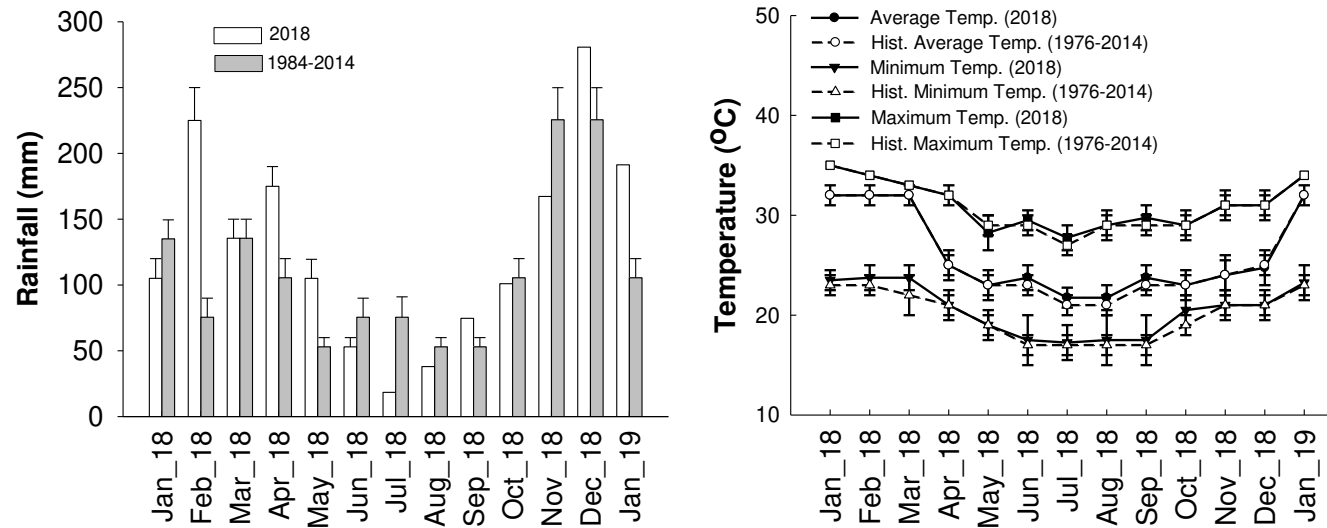 Rainfall (mm)
300
250
200
150
100
50
0
2018
1984-2014
Jan_18
Feb_18
Mar_18
Apr_18
May_18
Jun_18
Jul_18
Aug_18
Sep_18
Oct_18
Nov_18
Dec_18
Jan_19
Temperature (ºC)
50
40
30
20
10
Average Temp. (2018)
Hist. Average Temp. (1976-2014)
Minimum Temp. (2018)
Hist. Minimum Temp. (1976-2014)
Maximum Temp. (2018)
Hist. Maximum Temp. (1976-2014)
Jan_18
Feb_18
Mar_18
Apr_18
May_18
Jun_18
Jul_18
Aug_18
Sep_18
Oct_18
Nov_18
Dec_18
Jan_19